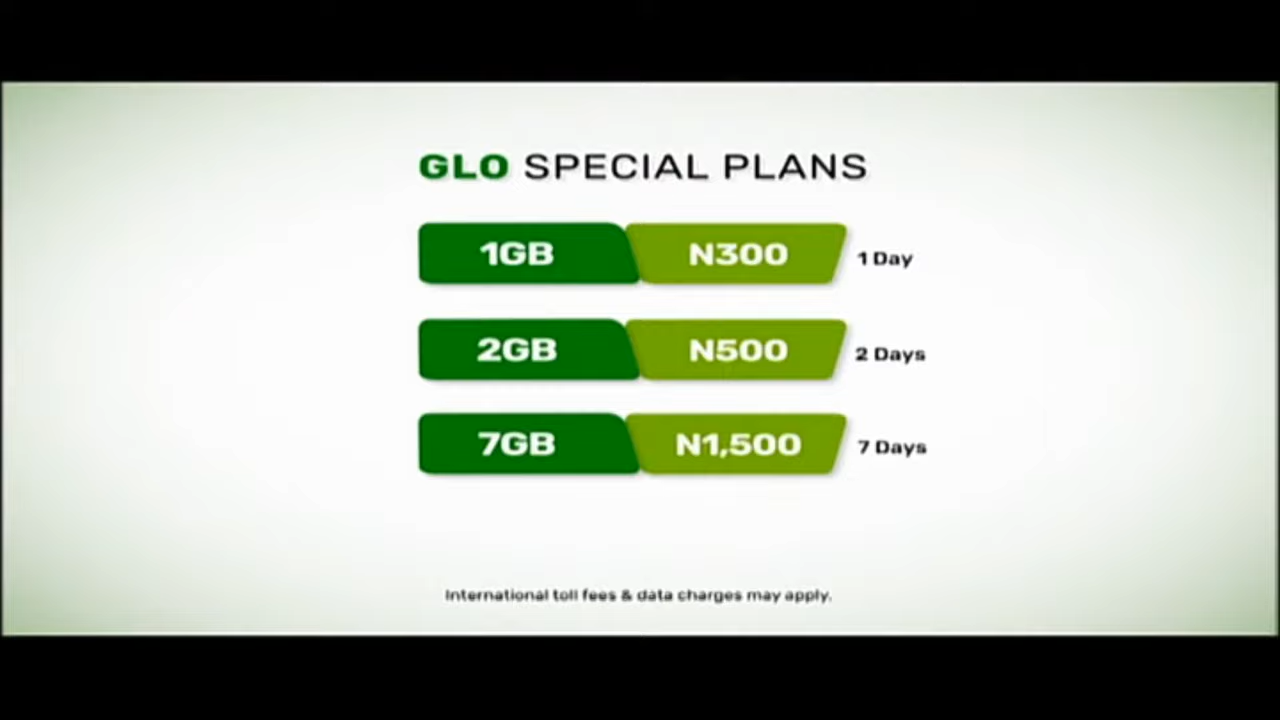 GLO SPECIAL PLANS
1GB N300 1 Day
2GB N500 2 Days
7GB N1,500 7 Days
International toll fees & data charges may apply.